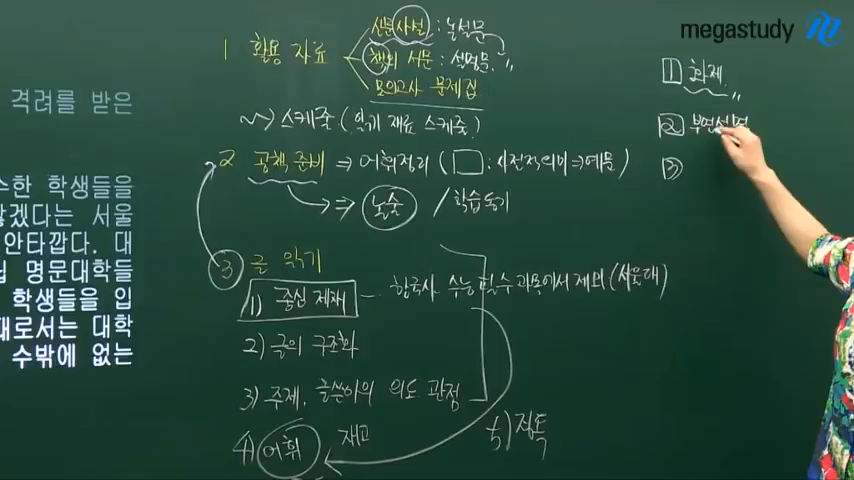 megastudy
1 활용 자료
신문 사설 : 논설문
책의 서문 : 설명문
모의고사 문제집
스케줄 (읽기 재료 스케줄)
2 공책 준비 ⇒ 어휘정리 ( : 사전적의미 ⇒ 예문 )
⇒ 논술 / 학습동기
3 글 읽기
1) 중심 제재 — 한국사 수능 필수 과목에서 제외 (서울대)
2) 글의 구조화
3) 주제, 글쓴이의 의도 관점
4) 어휘 재고
5) 정독
1 화제
2 부연설명
3
격려를 받은
수한 학생들을
않겠다는 서울
안타깝다. 대
명문대학들
학생들을 입
대로서는 대학
수밖에 없는